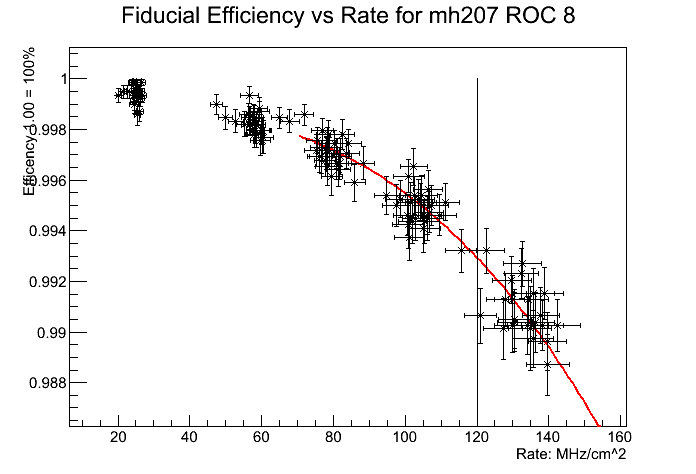 Fiducial Efficiency vs Rate for mh207 ROC 8
Efficency 1.00 = 100%
1
0.998
0.996
0.994
0.992
0.99
0.988
20 40 60 80 100 120 140 160
Rate: MHz/cm^2